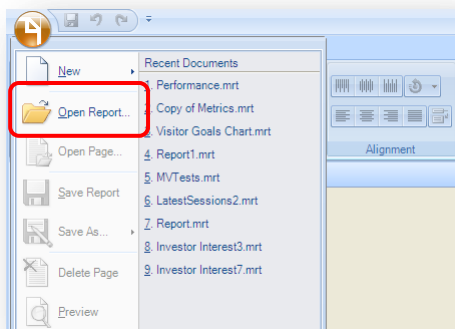 New
Open Report...
Open Page...
Save Report
Save As...
Delete Page
Preview
Recent Documents
1. Performance.mrt
2. Copy of Metrics.mrt
3. Visitor Goals Chart.mrt
4. Report1.mrt
5. MVTests.mrt
6. LatestSessions2.mrt
7. Report.mrt
8. Investor Interest3.mrt
9. Investor Interest7.mrt
Alignment